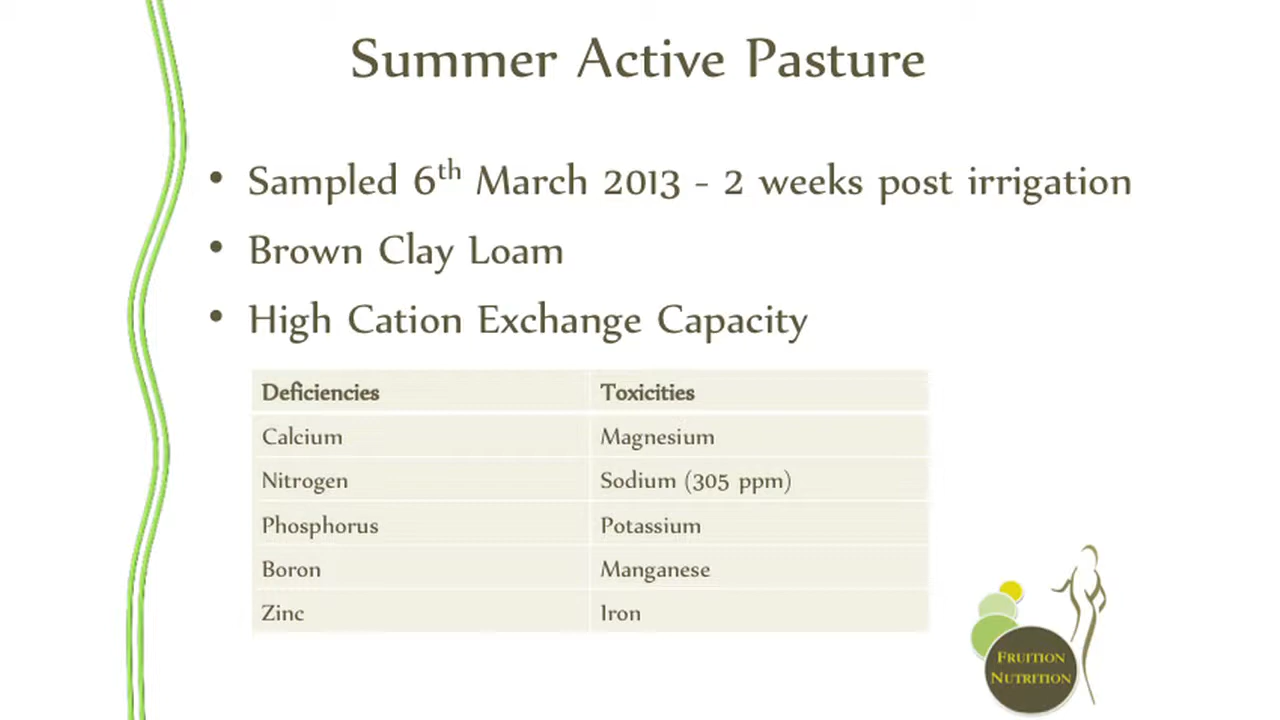 Summer Active Pasture
• Sampled 6th March 2013 - 2 weeks post irrigation
• Brown Clay Loam
• High Cation Exchange Capacity
Deficiencies Toxicities
Calcium Magnesium
Nitrogen Sodium (305 ppm)
Phosphorus Potassium
Boron Manganese
Zinc Iron
FRUITION
NUTRITION